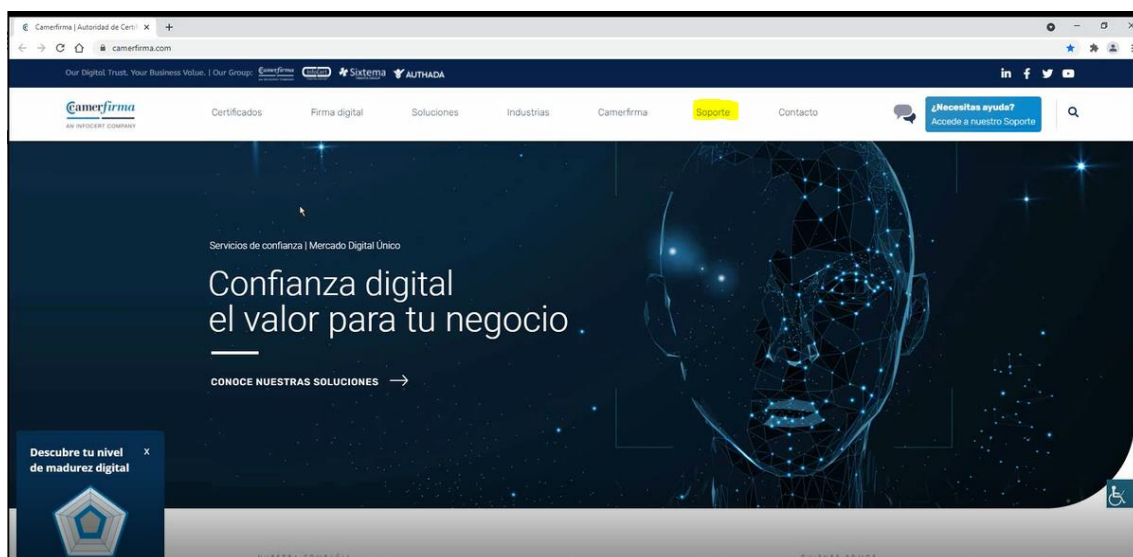 Camerfirma | Autoridad de Certi
camerfirma.com
Our Digital Trust, Your Business Value. | Our Group: Camerfirma InfoCert Sixtema AUTHADA
Camerfirma
AN INFOCERT COMPANY
Certificados Firma digital Soluciones Industrias Camerfirma Soporte Contacto
¿Necesitas ayuda?
Accede a nuestro Soporte
Servicios de confianza | Mercado Digital Único
Confianza digital
el valor para tu negocio
CONOCE NUESTRAS SOLUCIONES
Descubre tu nivel x
de madurez digital